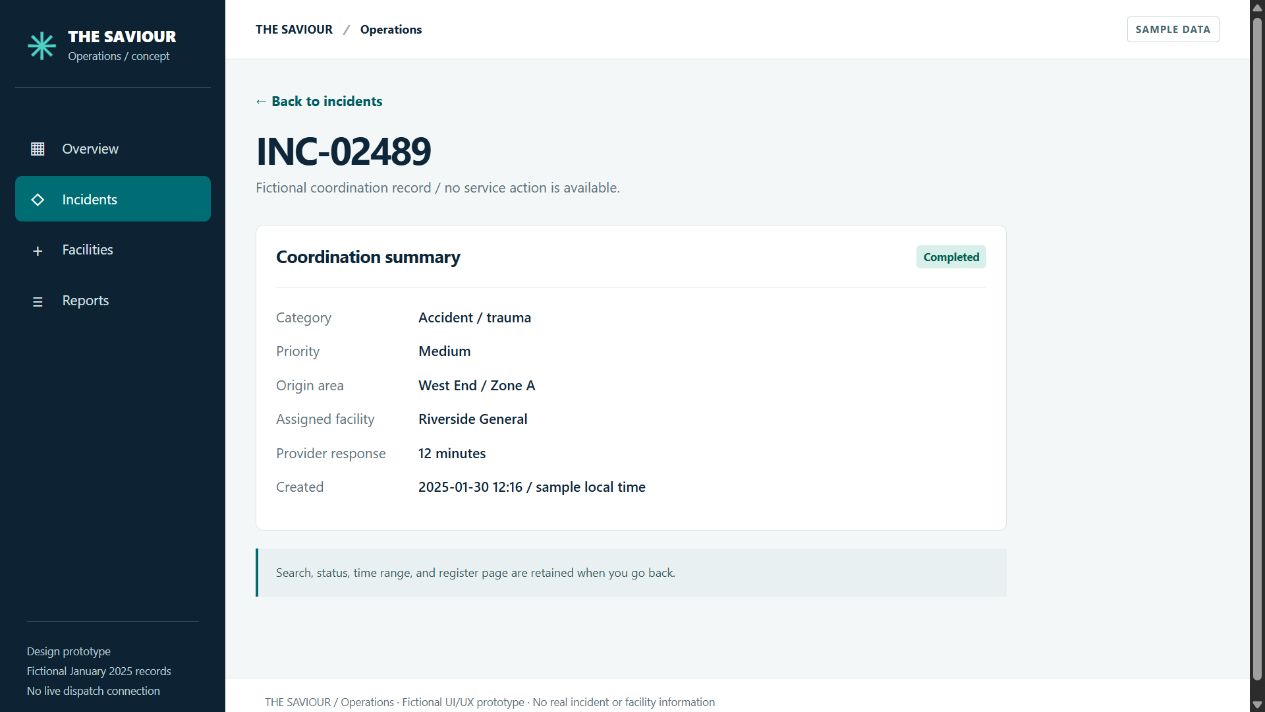 THE SAVIOUR
Operations / concept
Overview
Incidents
Facilities
Reports
Design prototype
Fictional January 2025 records
No live dispatch connection
THE SAVIOUR / Operations
SAMPLE DATA
← Back to incidents
INC-02489
Fictional coordination record / no service action is available.
Coordination summary
Completed
Category Accident / trauma
Priority Medium
Origin area West End / Zone A
Assigned facility Riverside General
Provider response 12 minutes
Created 2025-01-30 12:16 / sample local time
Search, status, time range, and register page are retained when you go back.
THE SAVIOUR / Operations · Fictional UI/UX prototype · No real incident or facility information